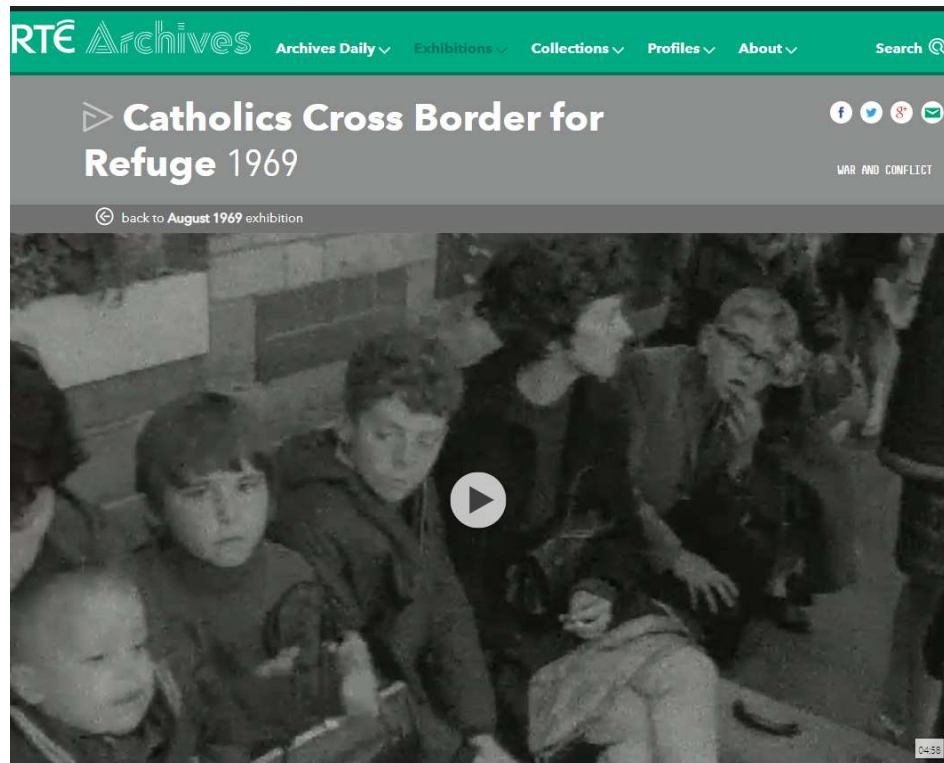 RTÉ Archives Archives Daily Exhibitions Collections Profiles About Search
Catholics Cross Border for
Refuge 1969
f g+
WAR AND CONFLICT
back to August 1969 exhibition
04:58